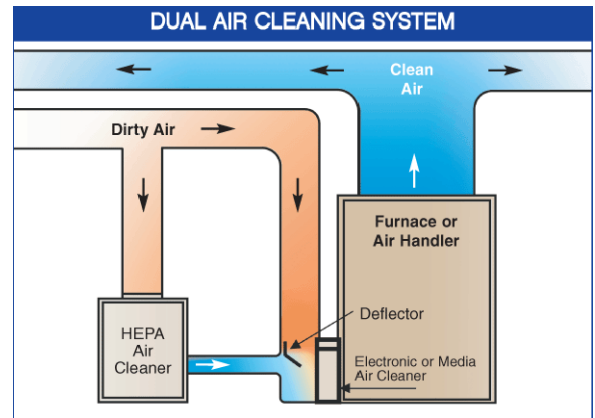 DUAL AIR CLEANING SYSTEM
Clean
Air
Dirty Air
Furnace or
Air Handler
Deflector
HEPA
Air
Cleaner
Electronic or Media
Air Cleaner